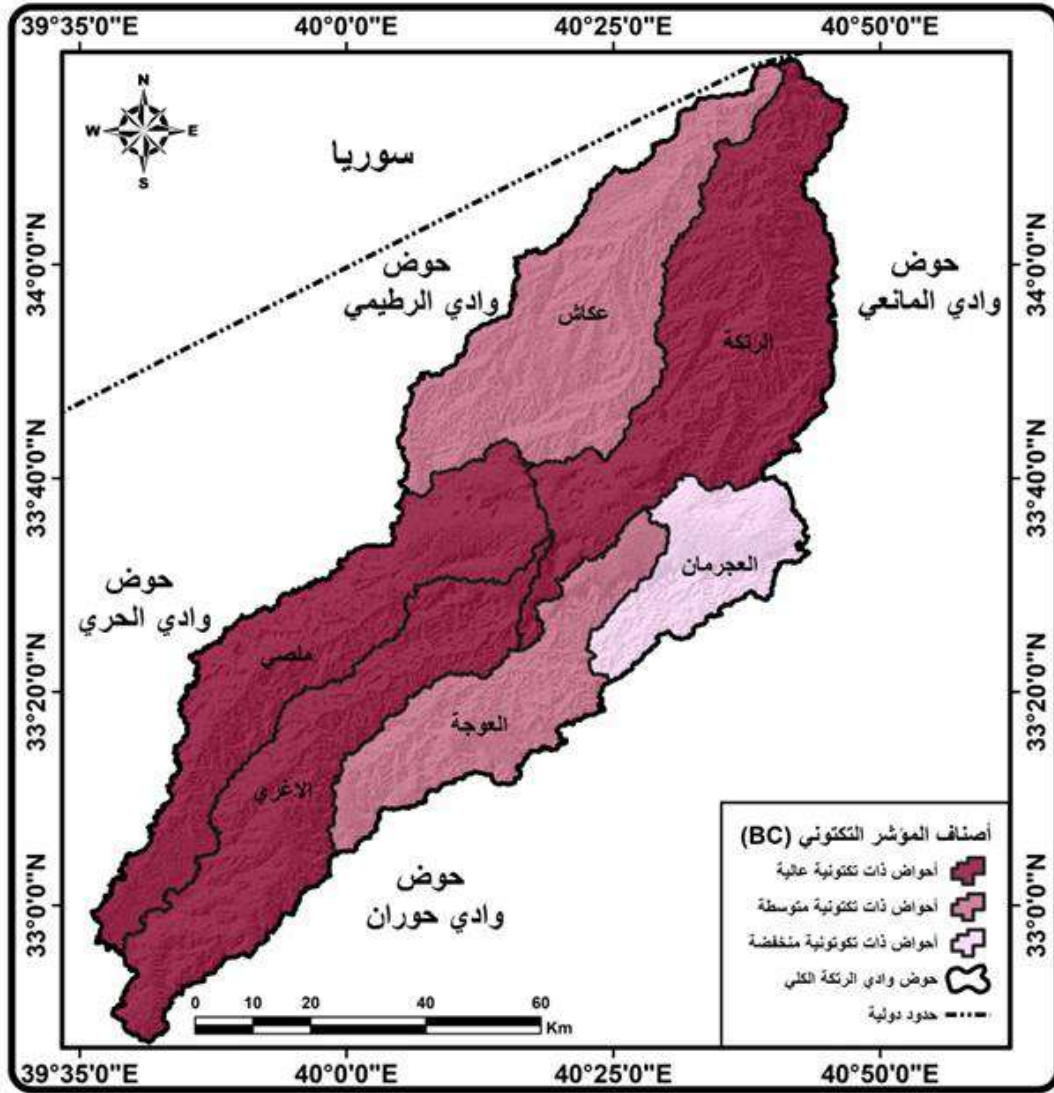 39°35'0"E 40°0'0"E 40°25'0"E 40°50'0"E
N
W E
S
سوريا
34°0'0"N
34°0'0"N
حوض
وادي الرطيمي
حوض
وادي المانعي
عكاش
الرتكة
33°40'0"N
33°40'0"N
العجرمان
حوض
وادي الحري
ملصي
33°20'0"N
33°20'0"N
العوجة
الاغري
حوض
وادي حوران
33°0'0"N
33°0'0"N
أصناف المؤشر التكتوني (BC)
أحواض ذات تكتونية عالية
أحواض ذات تكتونية متوسطة
أحواض ذات تكوتونية منخفضة
حوض وادي الرتكة الكلي
حدود دولية
0 10 20 40 60
Km
39°35'0"E 40°0'0"E 40°25'0"E 40°50'0"E